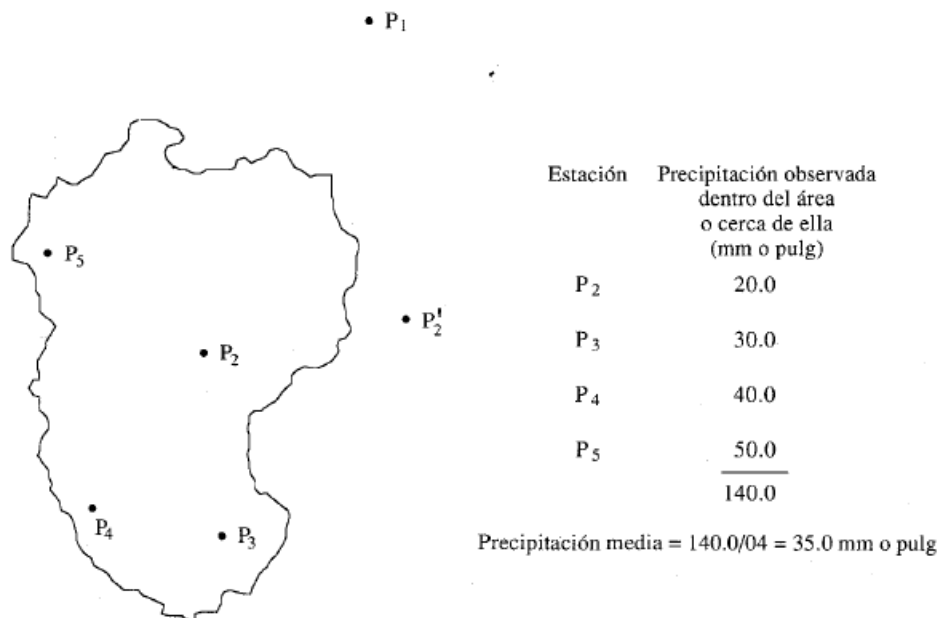 P1
P5
P2'
P2
P4
P3
Estación Precipitación observada
dentro del área
o cerca de ella
(mm o pulg)
P2 20.0
P3 30.0
P4 40.0
P5 50.0
140.0
Precipitación media = 140.0/04 = 35.0 mm o pulg